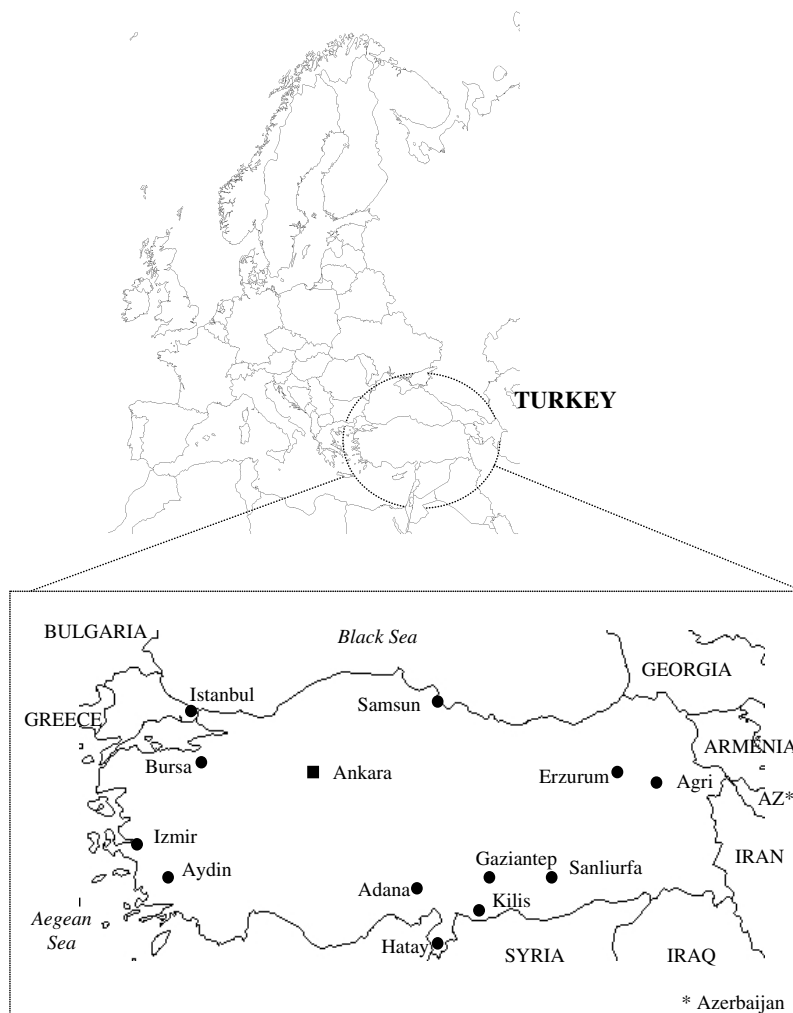 TURKEY
BULGARIA
Black Sea
GEORGIA
Istanbul
Samsun
GREECE
ARMENIA
Bursa
Ankara
Erzurum
Agri
AZ*
Izmir
Gaziantep
IRAN
Aydin
Sanliurfa
Adana
Kilis
Aegean
Sea
Hatay
SYRIA
IRAQ
* Azerbaijan